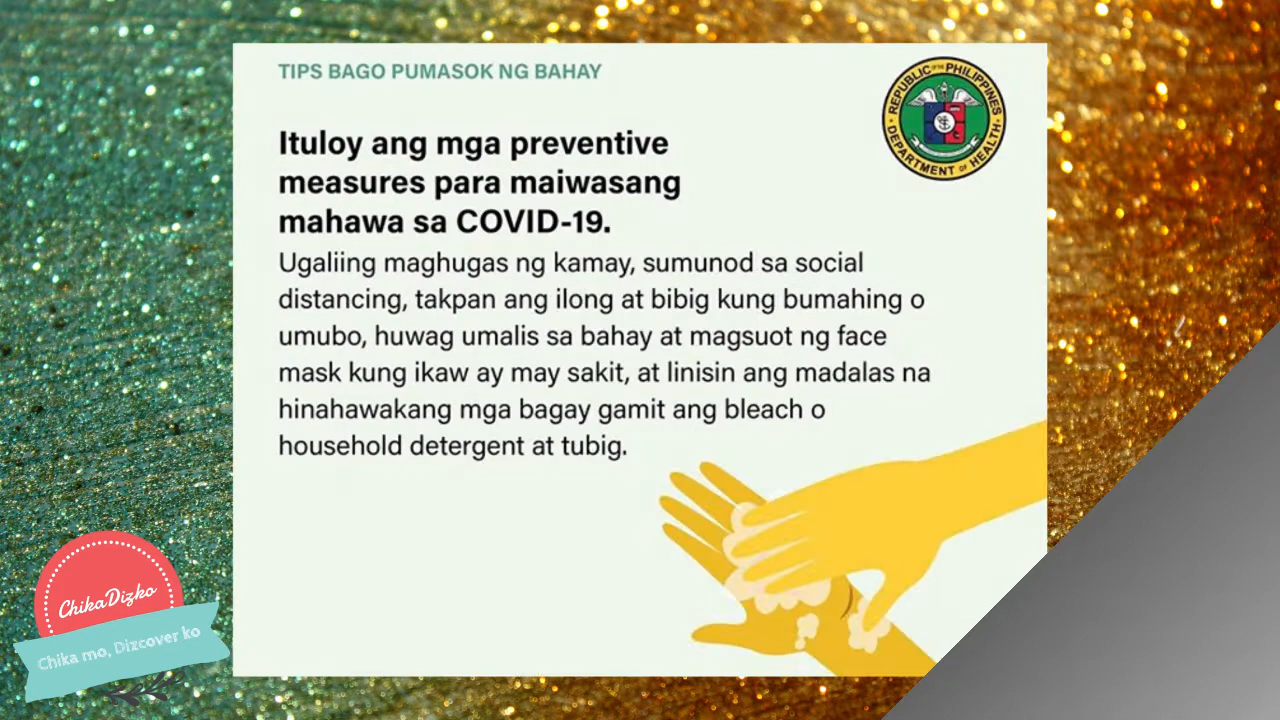 TIPS BAGO PUMASOK NG BAHAY
REPUBLIC OF THE PHILIPPINES
DEPARTMENT OF HEALTH
Ituloy ang mga preventive
measures para maiwasang
mahawa sa COVID-19.
Ugaliing maghugas ng kamay, sumunod sa social
distancing, takpan ang ilong at bibig kung bumahing o
umubo, huwag umalis sa bahay at magsuot ng face
mask kung ikaw ay may sakit, at linisin ang madalas na
hinahawakang mga bagay gamit ang bleach o
household detergent at tubig.
ChikaDizko
Chika mo, Dizcover ko